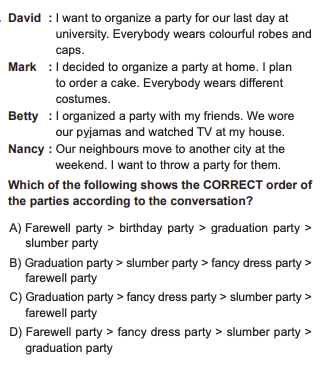 David : I want to organize a party for our last day at
university. Everybody wears colourful robes and
caps.
Mark : I decided to organize a party at home. I plan
to order a cake. Everybody wears different
costumes.
Betty : I organized a party with my friends. We wore
our pyjamas and watched TV at my house.
Nancy : Our neighbours move to another city at the
weekend. I want to throw a party for them.
Which of the following shows the CORRECT order of
the parties according to the conversation?
A) Farewell party > birthday party > graduation party >
slumber party
B) Graduation party > slumber party > fancy dress party >
farewell party
C) Graduation party > fancy dress party > slumber party >
farewell party
D) Farewell party > fancy dress party > slumber party >
graduation party